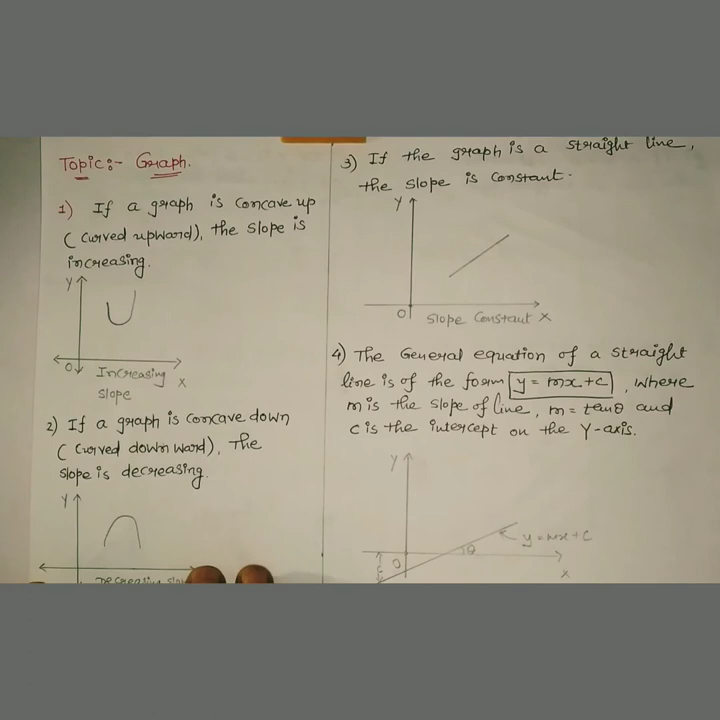 Topic:- Graph.
1) If a graph is concave up
(curved upward), the slope is
increasing.
Y
O
Increasing
X
slope
2) If a graph is concave down
(curved downward), the
slope is decreasing.
Y
Decreasing slope
3) If the graph is a straight line,
the slope is constant.
Y
O
Slope Constant X
4) The General equation of a straight
line is of the form y = mx+c, where
m is the slope of line, m = tanθ and
c is the intercept on the Y-axis.
Y
y = mx + c
θ
O
c
X